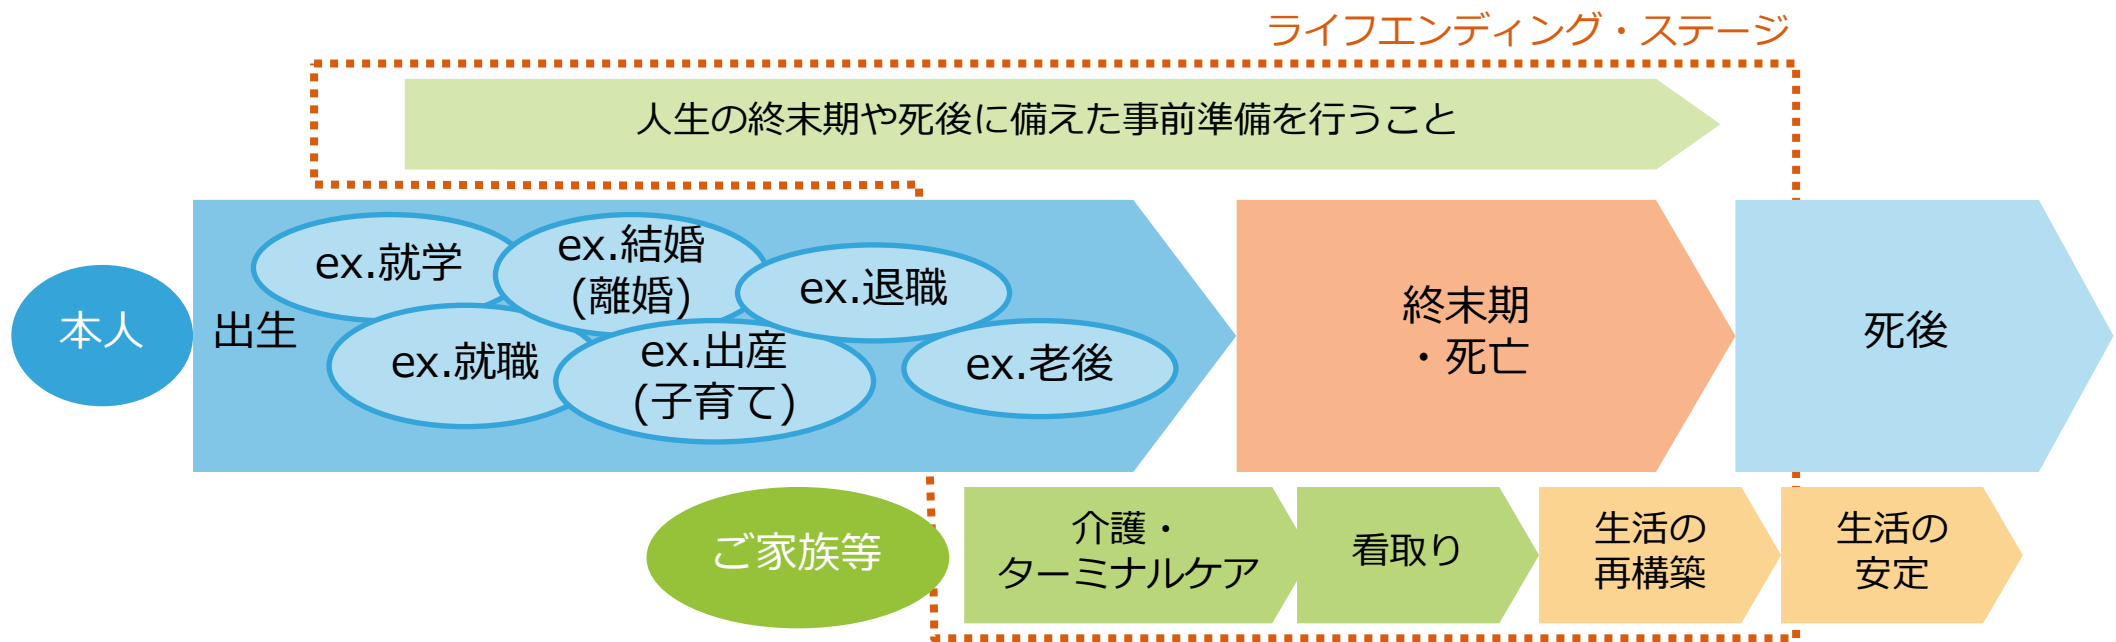 ライフエンディング・ステージ
人生の終末期や死後に備えた事前準備を行うこと
本人
出生
ex.就学
ex.就職
ex.結婚
(離婚)
ex.出産
(子育て)
ex.退職
ex.老後
終末期
・死亡
死後
ご家族等
介護・
ターミナルケア
看取り
生活の
再構築
生活の
安定